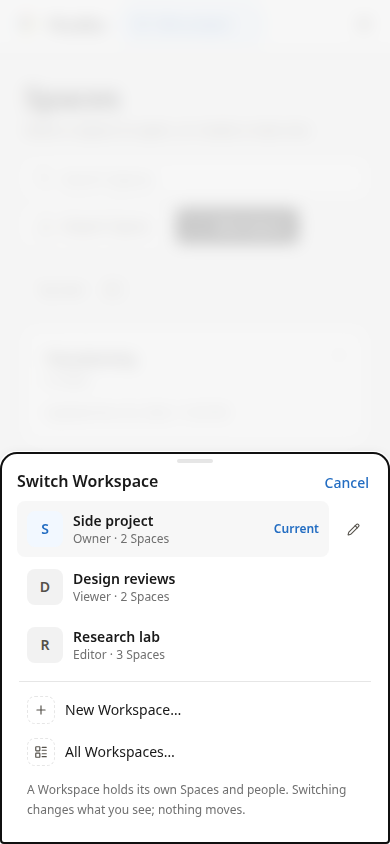 Switch Workspace
Cancel
S
Side project
Owner · 2 Spaces
Current
D
Design reviews
Viewer · 2 Spaces
R
Research lab
Editor · 3 Spaces
New Workspace...
All Workspaces...
A Workspace holds its own Spaces and people. Switching
changes what you see; nothing moves.